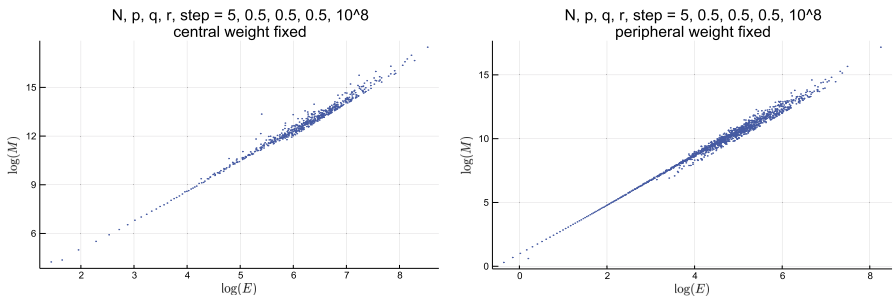 N, p, q, r, step = 5, 0.5, 0.5, 0.5, 10^8
central weight fixed
15
12
9
6
log(M)
2 3 4 5 6 7 8
log(E)
N, p, q, r, step = 5, 0.5, 0.5, 0.5, 10^8
peripheral weight fixed
15
10
5
0
log(M)
0 2 4 6 8
log(E)